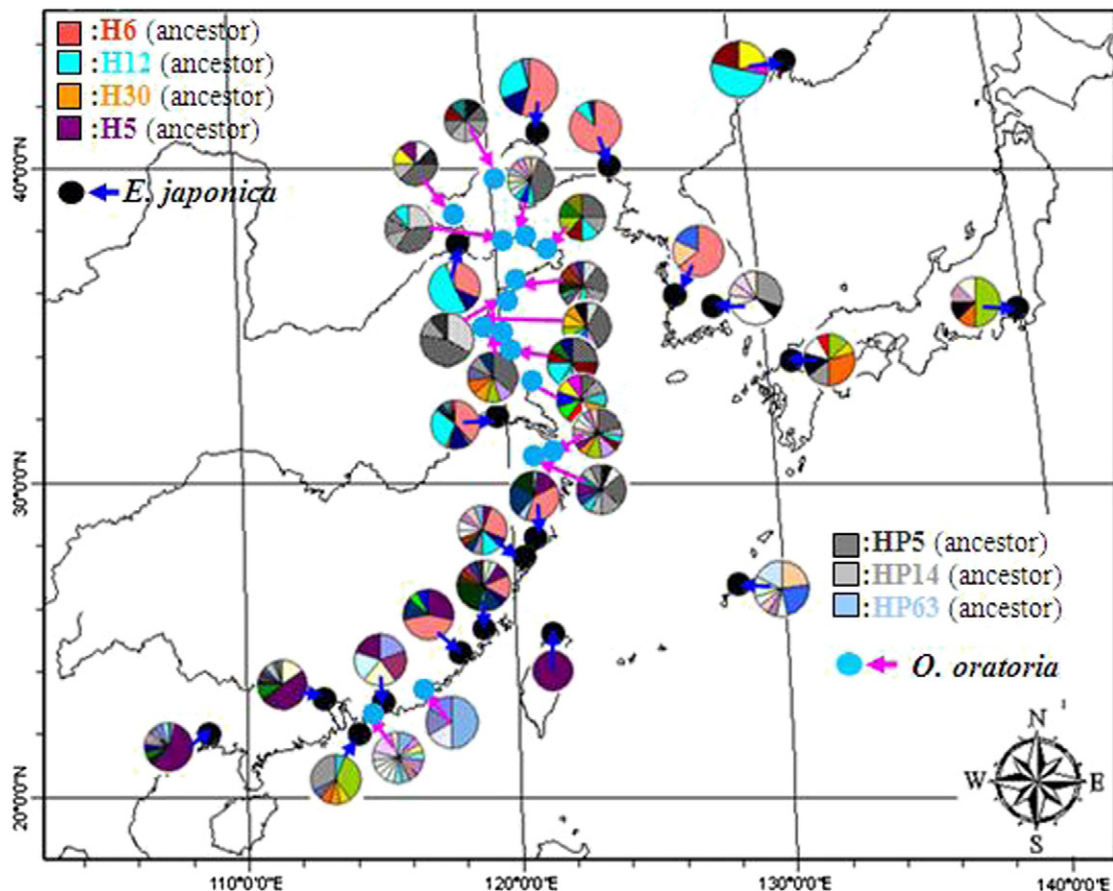 :H6 (ancestor)
:H12 (ancestor)
:H30 (ancestor)
:H5 (ancestor)
E. japonica
40°0'0"N
30°0'0"N
20°0'0"N
:HP5 (ancestor)
:HP14 (ancestor)
:HP63 (ancestor)
O. oratoria
N
W E
S
110°0'0"E 120°0'0"E 130°0'0"E 140°0'0"E